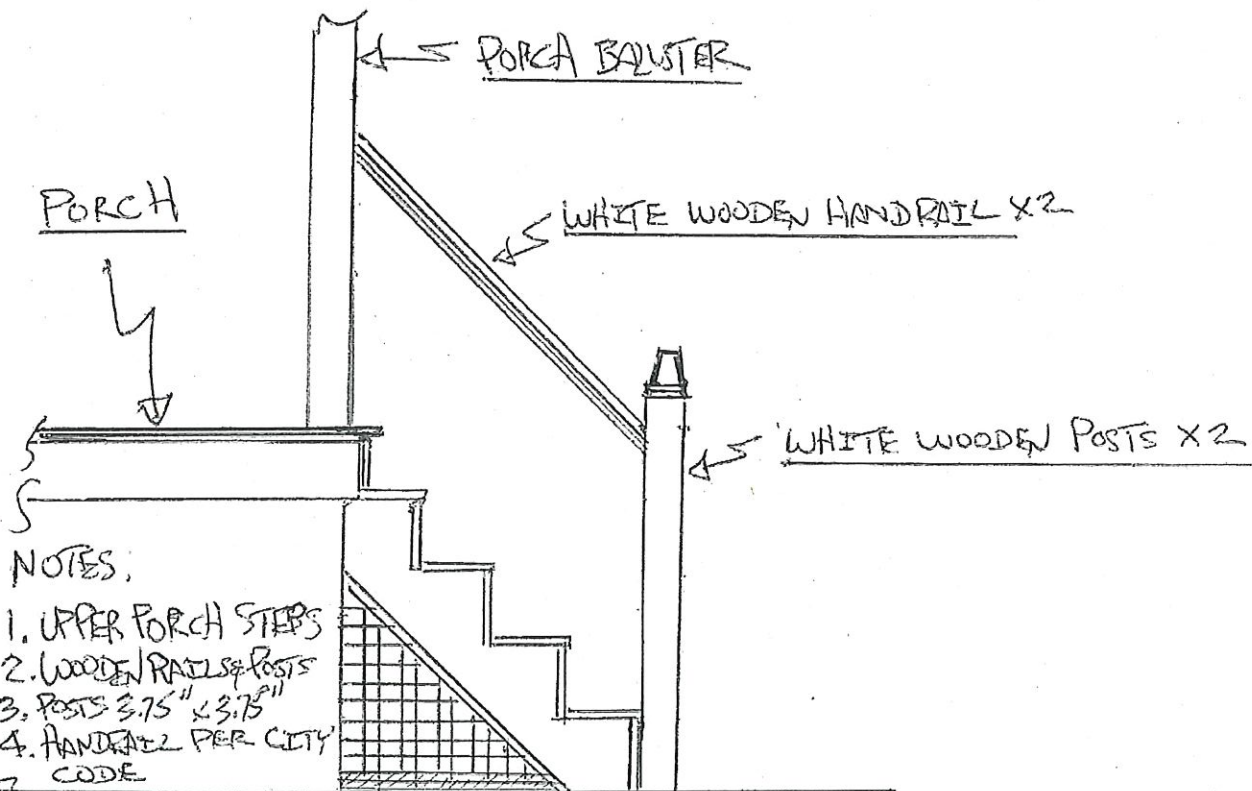 PORCH BALUSTER
PORCH
WHITE WOODEN HANDRAIL X2
WHITE WOODEN POSTS X2
NOTES:
1. UPPER PORCH STEPS
2. WOODEN RAILS & POSTS
3. POSTS 3.75" x 3.75"
4. HANDRAIL PER CITY
CODE